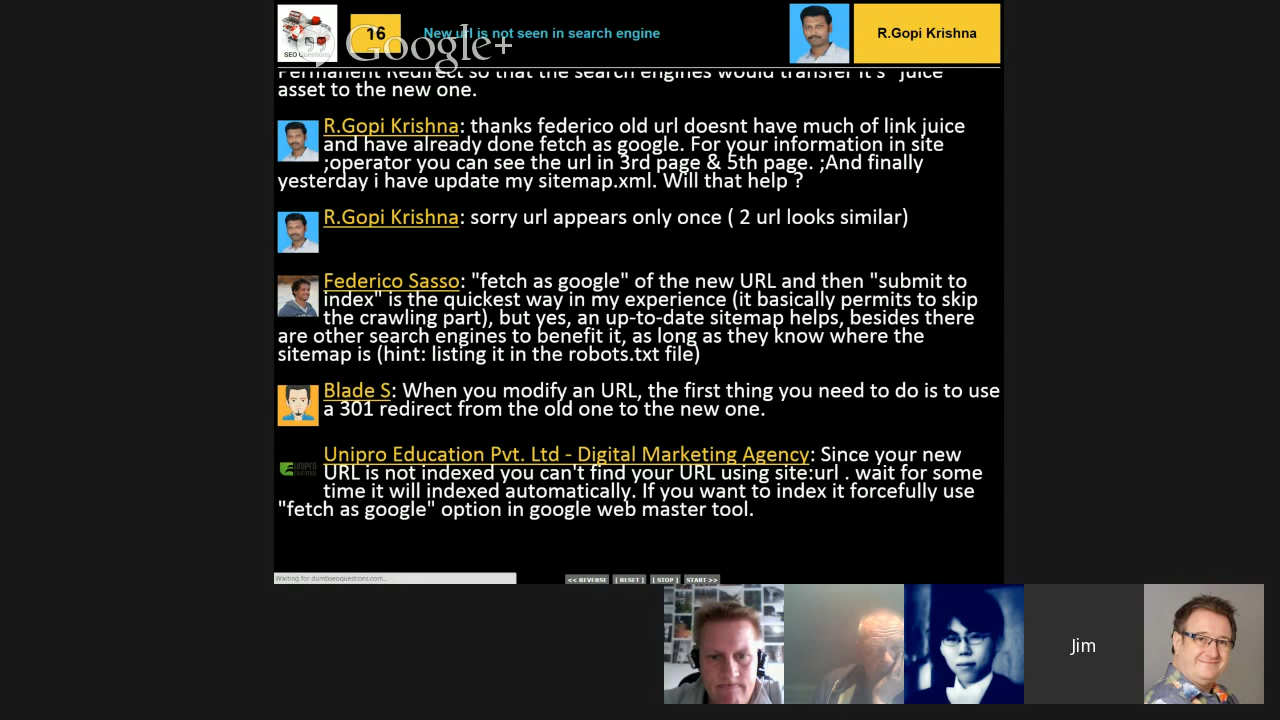 SEO Questions
16
New url is not seen in search engine
Google+
R.Gopi Krishna
Permanent Redirect so that the search engines would transfer it's "juice"
asset to the new one.
R.Gopi Krishna: thanks federico old url doesnt have much of link juice
and have already done fetch as google. For your information in site
;operator you can see the url in 3rd page & 5th page. ;And finally
yesterday i have update my sitemap.xml. Will that help ?
R.Gopi Krishna: sorry url appears only once ( 2 url looks similar)
Federico Sasso: "fetch as google" of the new URL and then "submit to
index" is the quickest way in my experience (it basically permits to skip
the crawling part), but yes, an up-to-date sitemap helps, besides there
are other search engines to benefit it, as long as they know where the
sitemap is (hint: listing it in the robots.txt file)
Blade S: When you modify an URL, the first thing you need to do is to use
a 301 redirect from the old one to the new one.
Unipro Education Pvt. Ltd - Digital Marketing Agency: Since your new
URL is not indexed you can't find your URL using site:url . wait for some
time it will indexed automatically. If you want to index it forcefully use
"fetch as google" option in google web master tool.
UNIPRO
EDUCATION
Waiting for dumbseoquestions.com...
<< REVERSE [ RESET ] [ STOP ] START >>
Jim